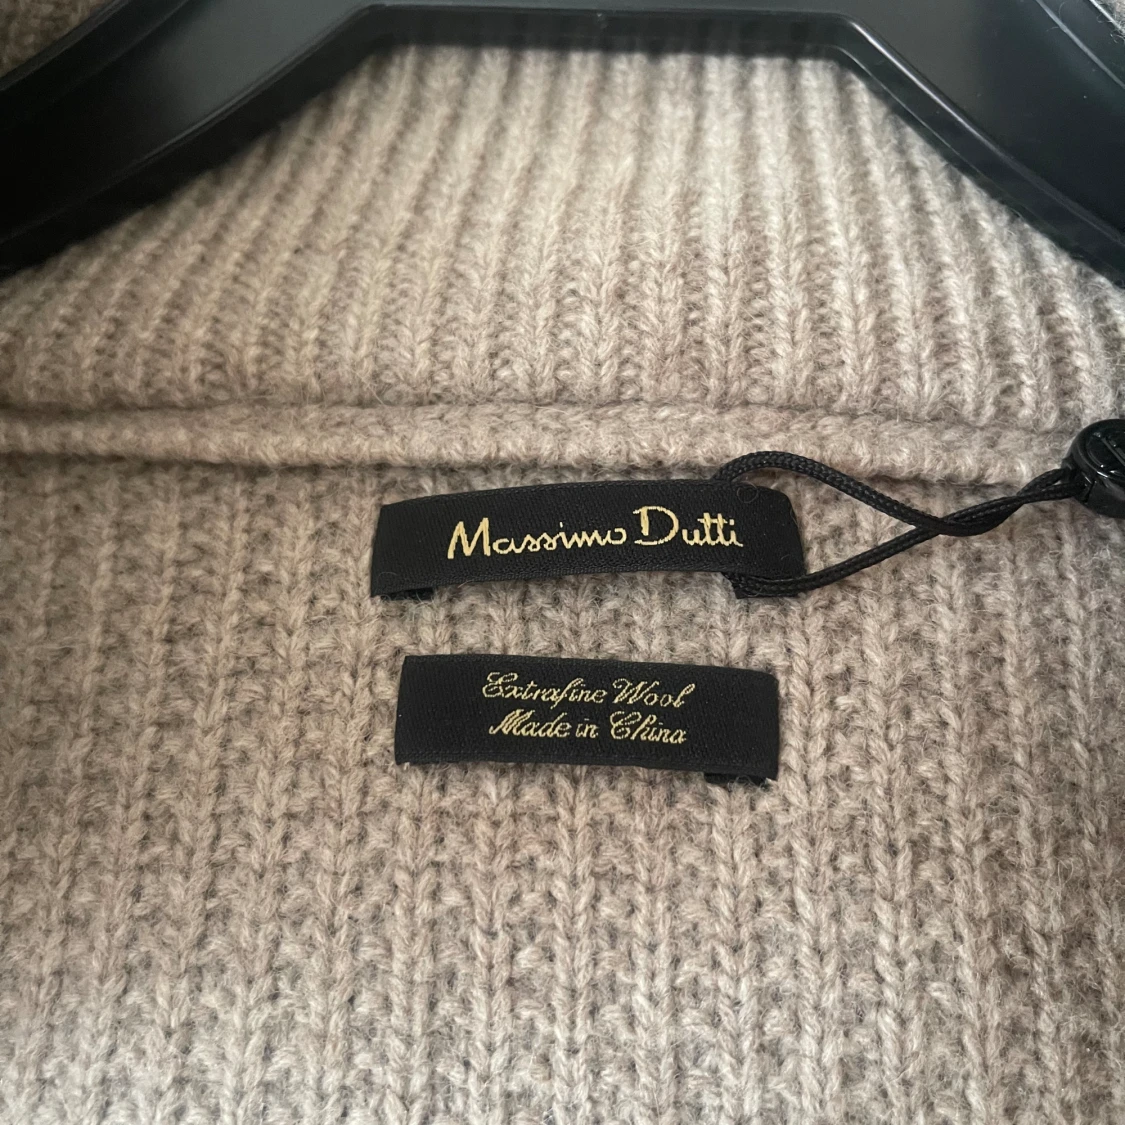 Massimo Dutti
Extrafine Wool
Made in China